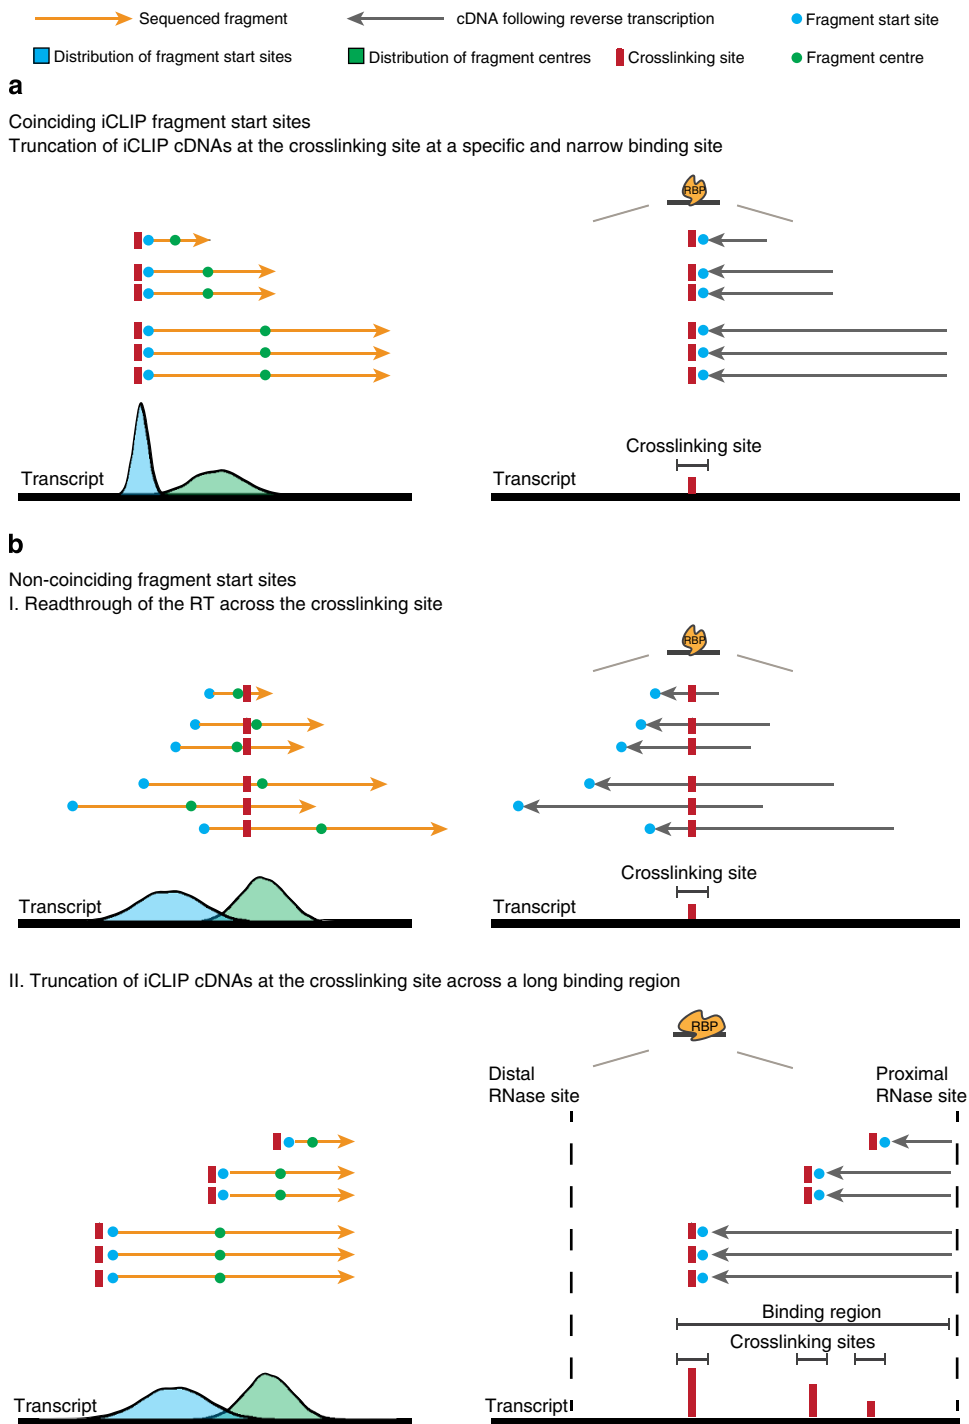 Sequenced fragment
cDNA following reverse transcription
Fragment start site
Distribution of fragment start sites
Distribution of fragment centres
Crosslinking site
Fragment centre
a
Coinciding iCLIP fragment start sites
Truncation of iCLIP cDNAs at the crosslinking site at a specific and narrow binding site
RBP
Crosslinking site
Transcript
Transcript
b
Non-coinciding fragment start sites
I. Readthrough of the RT across the crosslinking site
RBP
Crosslinking site
Transcript
Transcript
II. Truncation of iCLIP cDNAs at the crosslinking site across a long binding region
RBP
Distal
RNase site
Proximal
RNase site
Binding region
Crosslinking sites
Transcript
Transcript